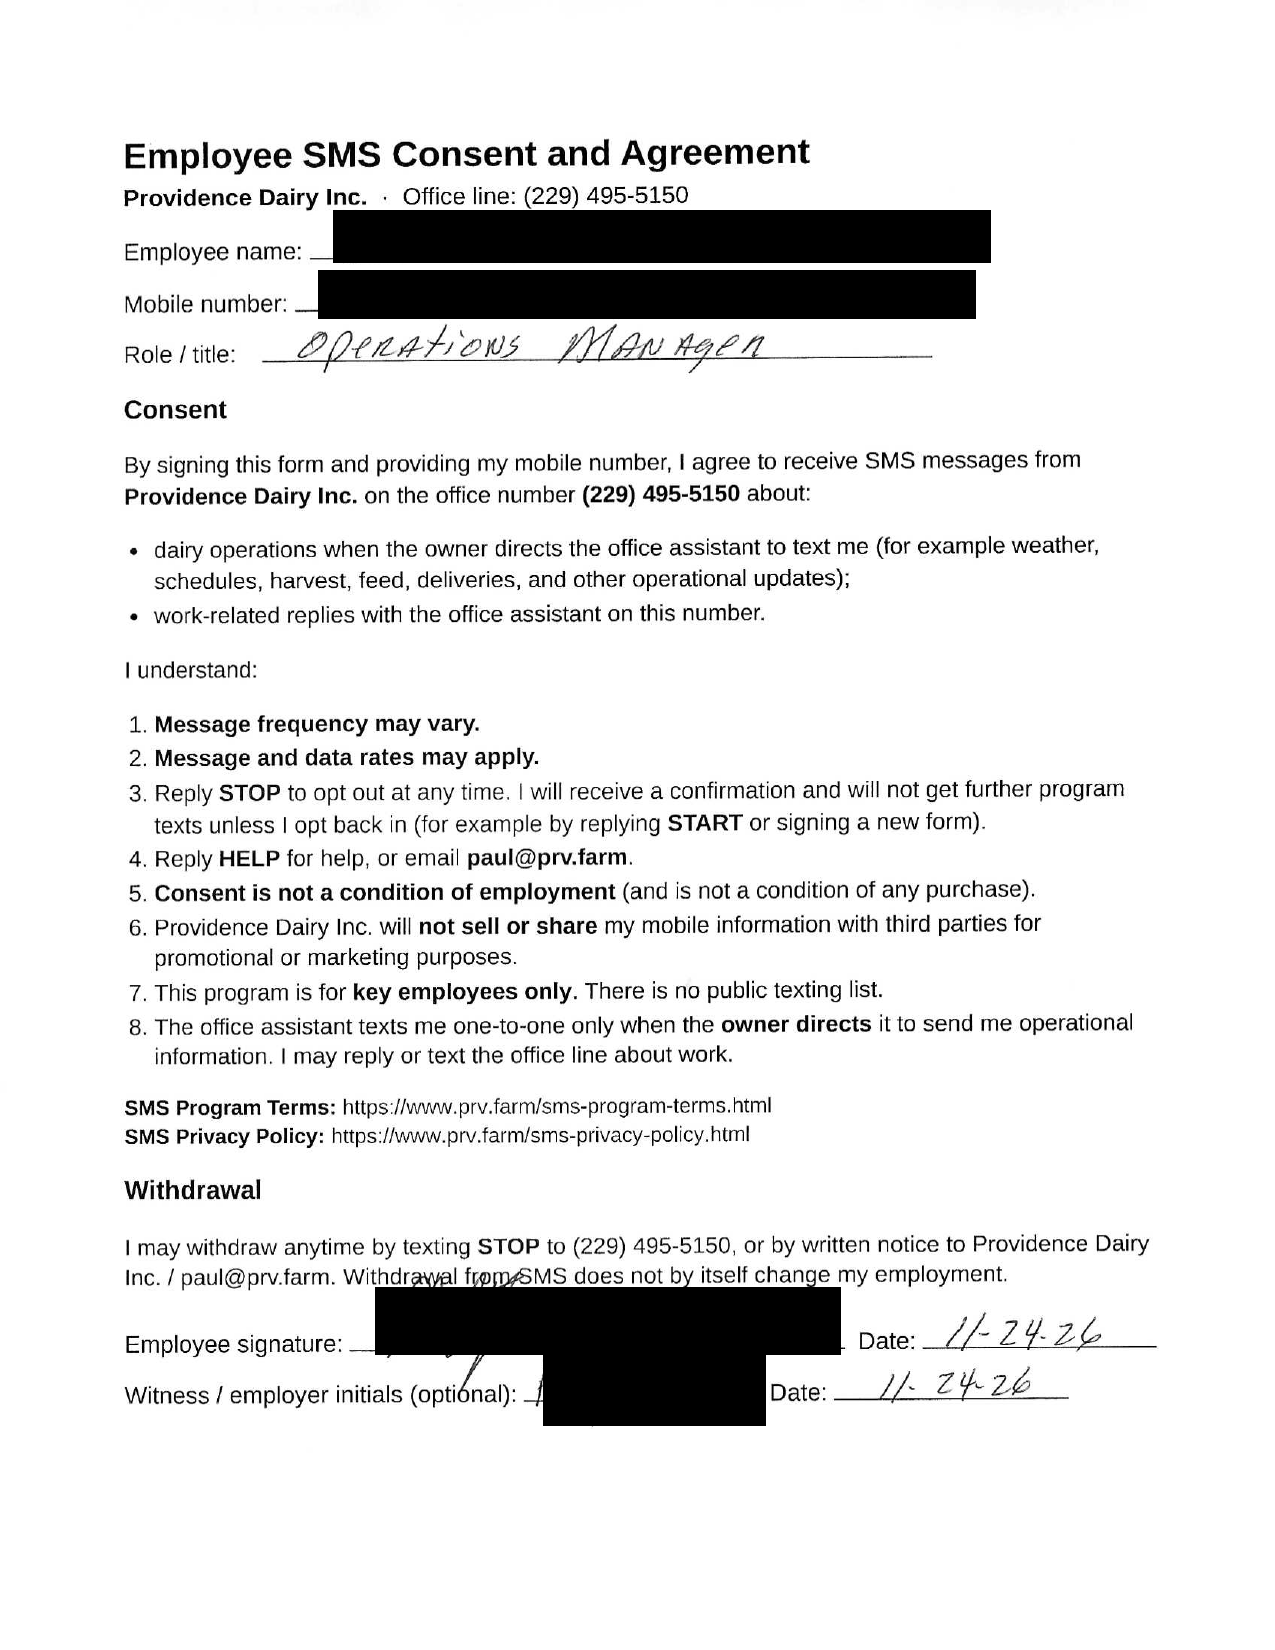 Employee SMS Consent and Agreement
Providence Dairy Inc. · Office line: (229) 495-5150
Employee name:
Mobile number:
Role / title: Operations Manager
Consent
By signing this form and providing my mobile number, I agree to receive SMS messages from
Providence Dairy Inc. on the office number (229) 495-5150 about:
• dairy operations when the owner directs the office assistant to text me (for example weather,
schedules, harvest, feed, deliveries, and other operational updates);
• work-related replies with the office assistant on this number.
I understand:
1. Message frequency may vary.
2. Message and data rates may apply.
3. Reply STOP to opt out at any time. I will receive a confirmation and will not get further program
texts unless I opt back in (for example by replying START or signing a new form).
4. Reply HELP for help, or email paul@prv.farm.
5. Consent is not a condition of employment (and is not a condition of any purchase).
6. Providence Dairy Inc. will not sell or share my mobile information with third parties for
promotional or marketing purposes.
7. This program is for key employees only. There is no public texting list.
8. The office assistant texts me one-to-one only when the owner directs it to send me operational
information. I may reply or text the office line about work.
SMS Program Terms: https://www.prv.farm/sms-program-terms.html
SMS Privacy Policy: https://www.prv.farm/sms-privacy-policy.html
Withdrawal
I may withdraw anytime by texting STOP to (229) 495-5150, or by written notice to Providence Dairy
Inc. / paul@prv.farm. Withdrawal from SMS does not by itself change my employment.
Employee signature: Date: 11-24-26
Witness / employer initials (optional): Date: 11-24-26